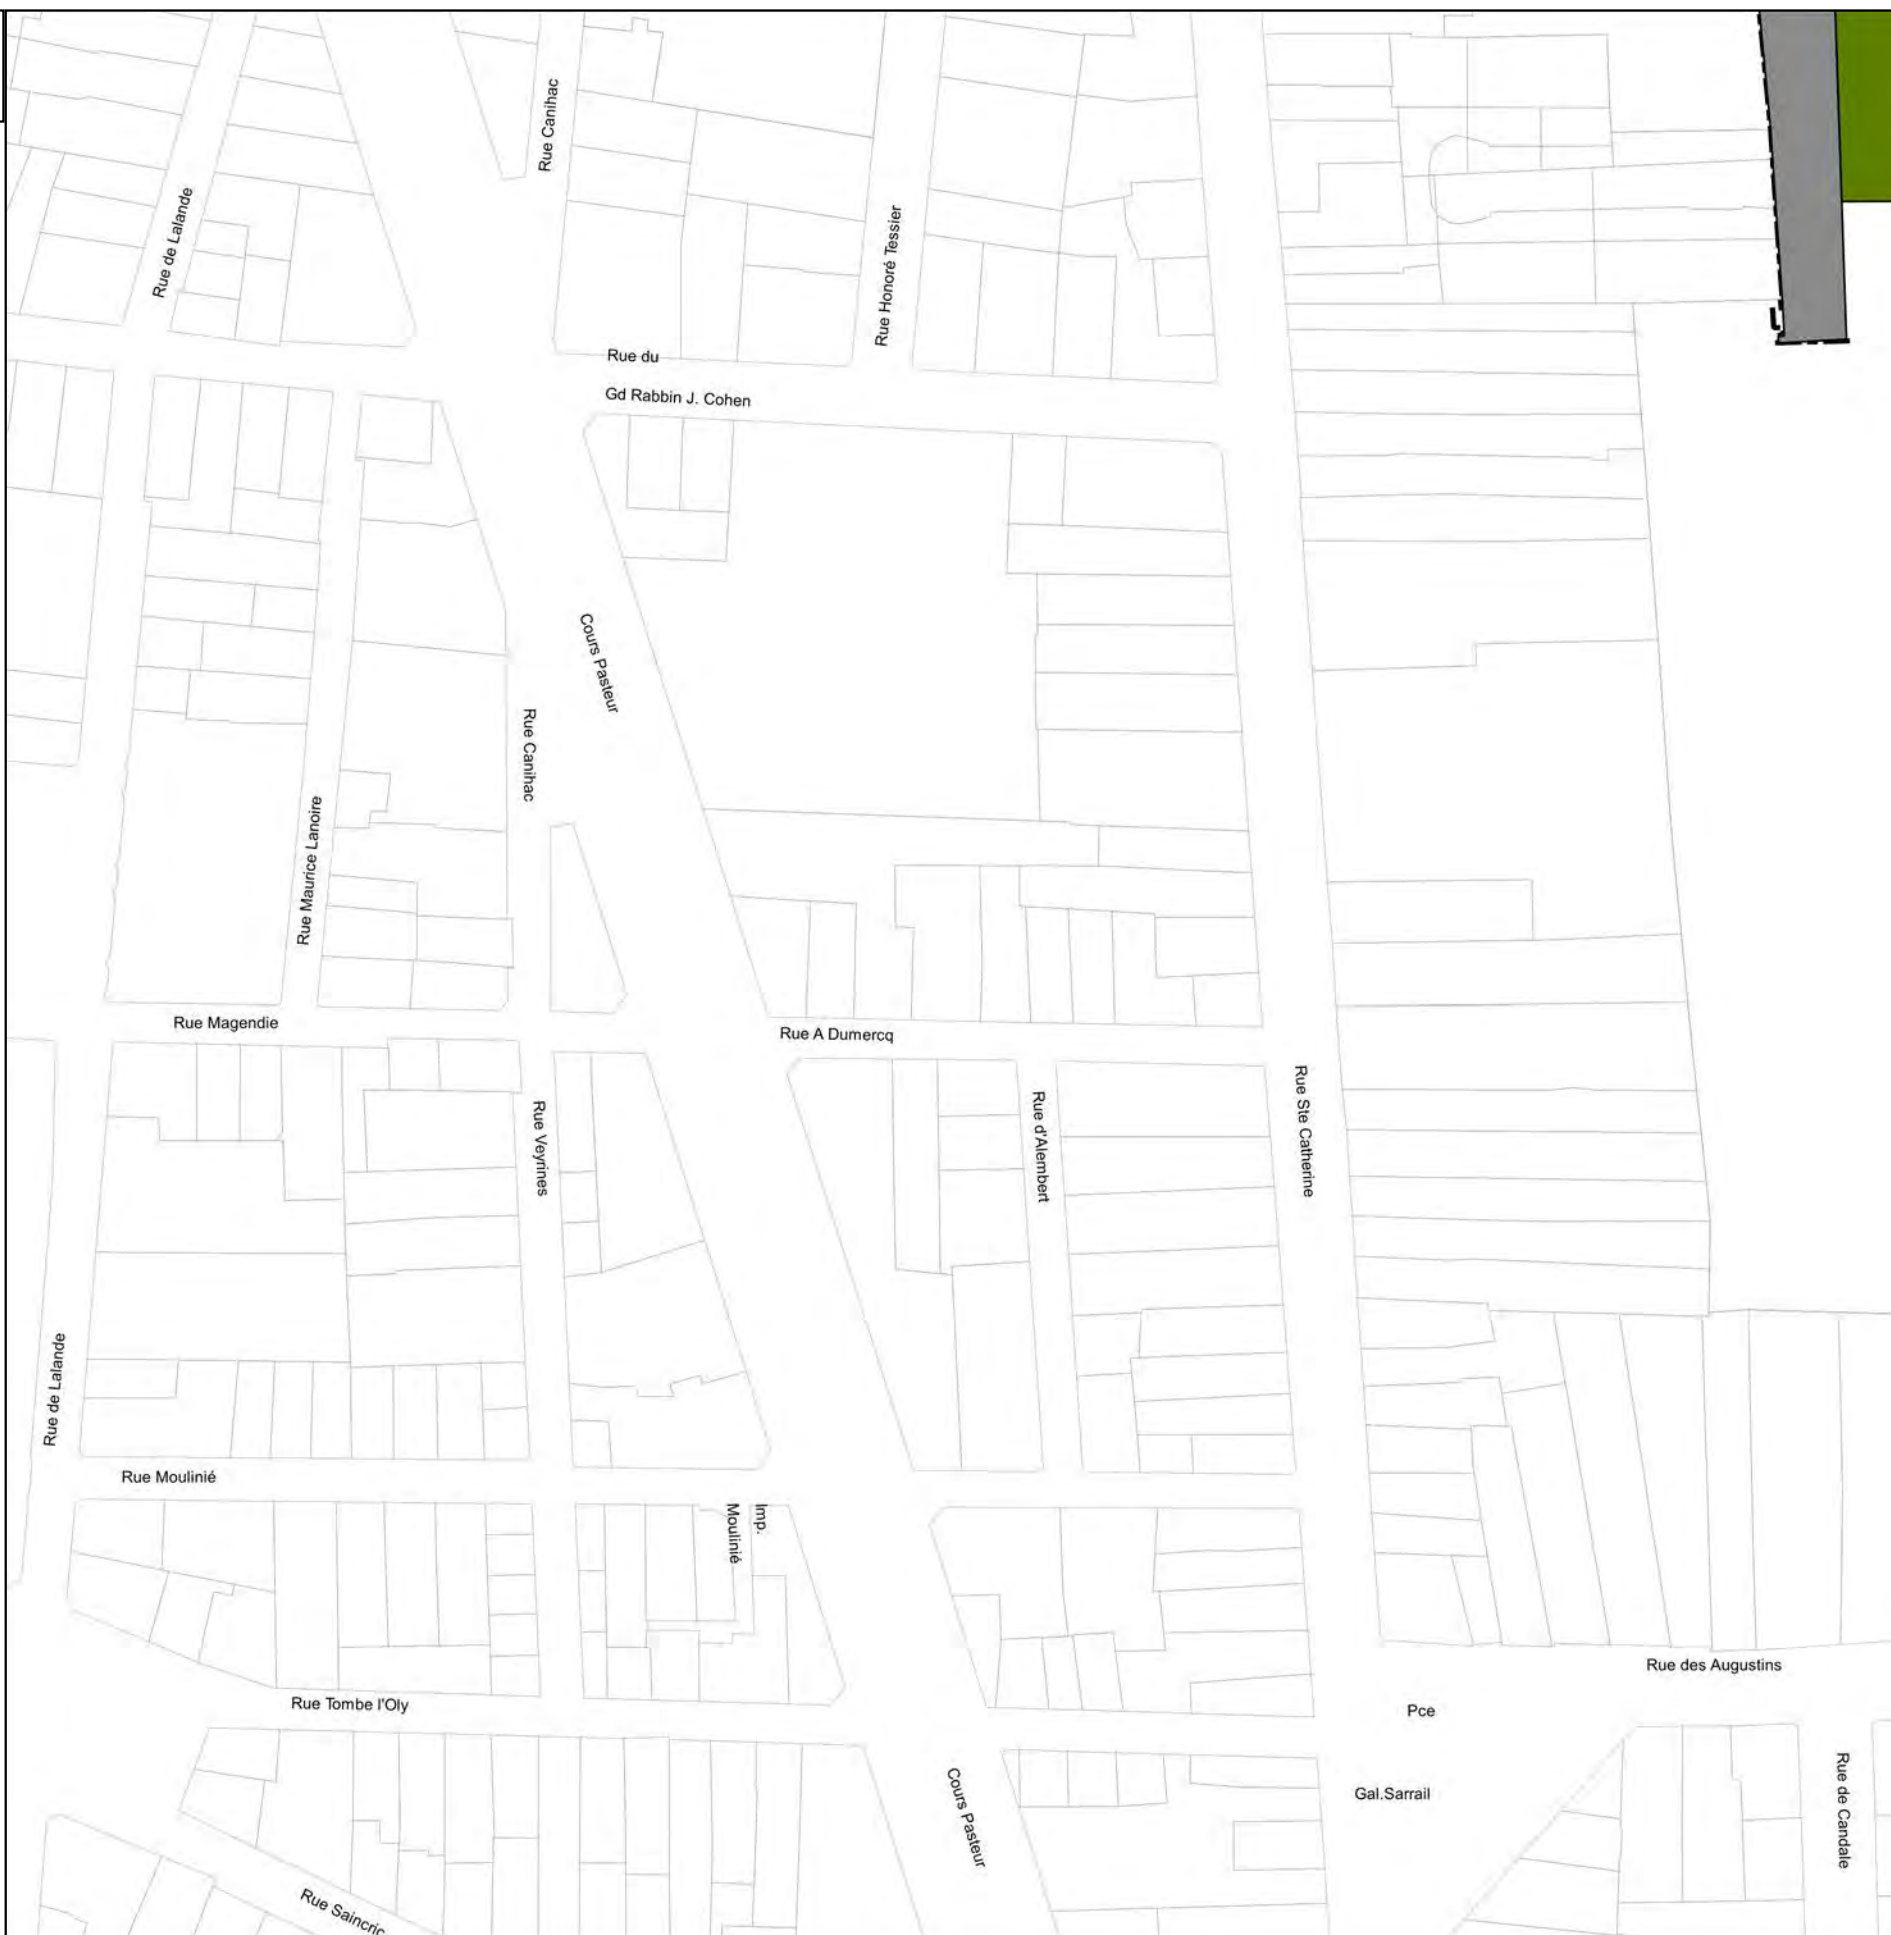 Rue Canihac
Rue de Lalande
Rue Honoré Tessier
Rue du
Gd Rabbin J. Cohen
Cours Pasteur
Rue Canihac
Rue Maurice Lanoire
Rue Magendie
Rue A Dumercq
Rue Ste Catherine
Rue d'Alembert
Rue Veyrines
Rue de Lalande
Rue Moulinié
Imp.
Moulinié
Rue des Augustins
Rue Tombe l'Oly
Pce
Gal.Sarrail
Cours Pasteur
Rue de Candale
Rue Saincric